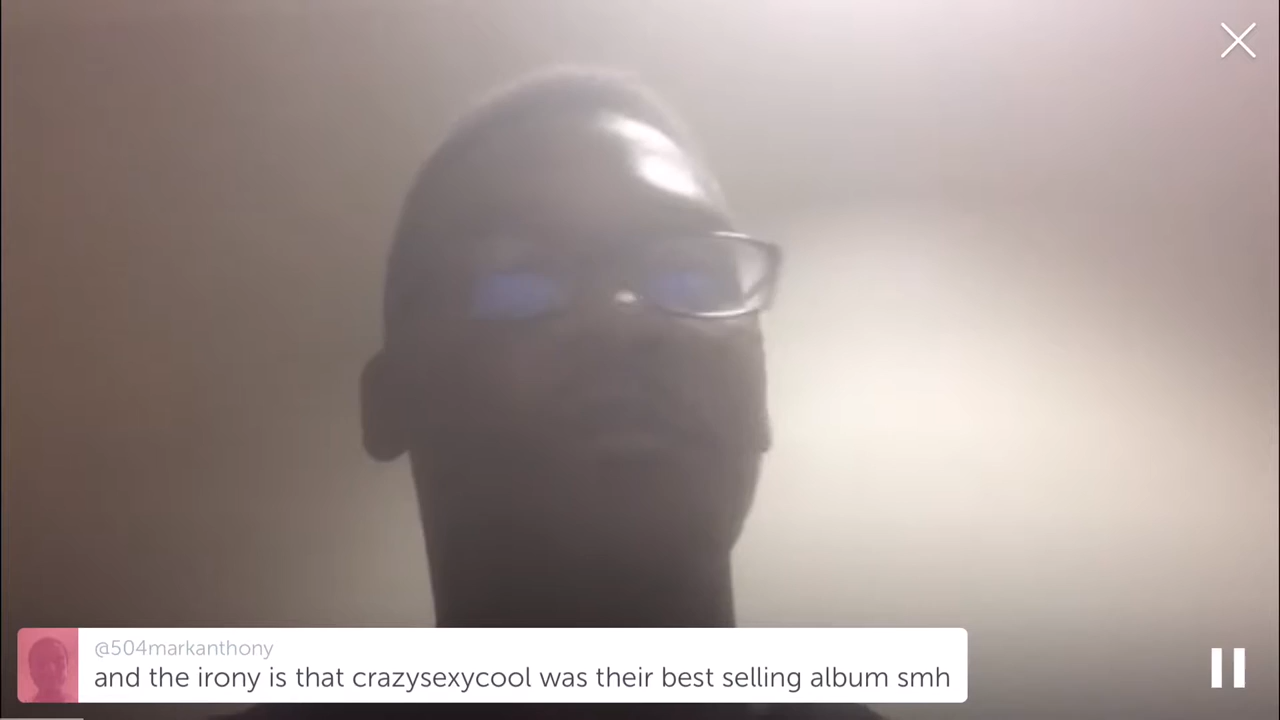 @504markanthony
and the irony is that crazysexycool was their best selling album smh